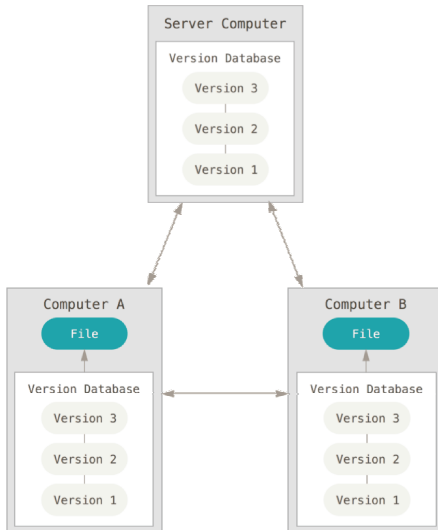 Server Computer
Version Database
Version 3
Version 2
Version 1
Computer A
File
Version Database
Version 3
Version 2
Version 1
Computer B
File
Version Database
Version 3
Version 2
Version 1